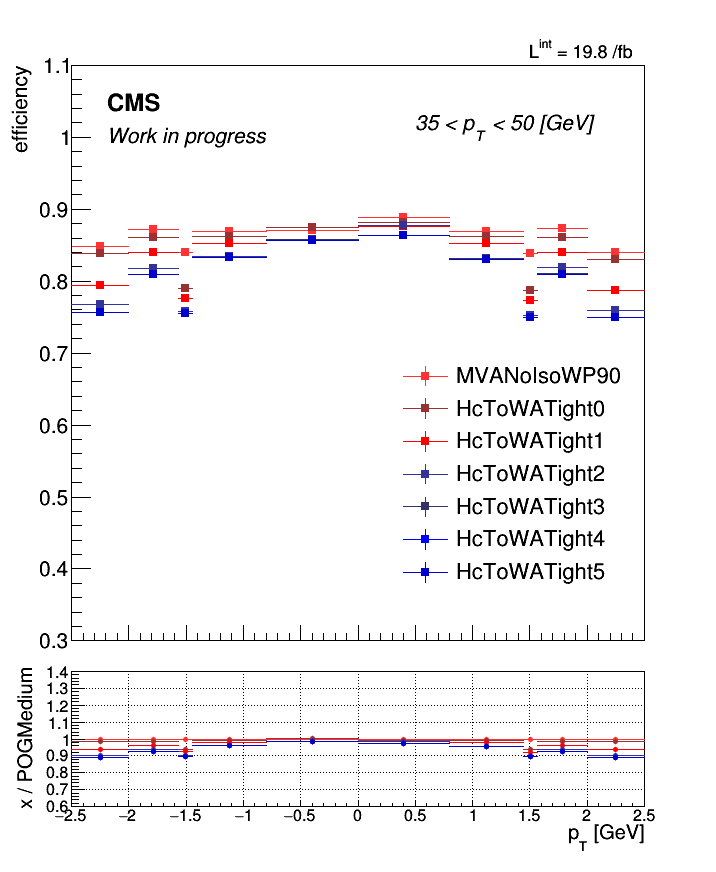 L^int = 19.8 /fb
efficiency
1.1
1
0.9
0.8
0.7
0.6
0.5
0.4
0.3
CMS
Work in progress
35 < p_T < 50 [GeV]
MVANoIsoWP90
HcToWATight0
HcToWATight1
HcToWATight2
HcToWATight3
HcToWATight4
HcToWATight5
x / POGMedium
1.4
1.3
1.2
1.1
1
0.9
0.8
0.7
0.6
−2.5 −2 −1.5 −1 −0.5 0 0.5 1 1.5 2 2.5
p_T [GeV]